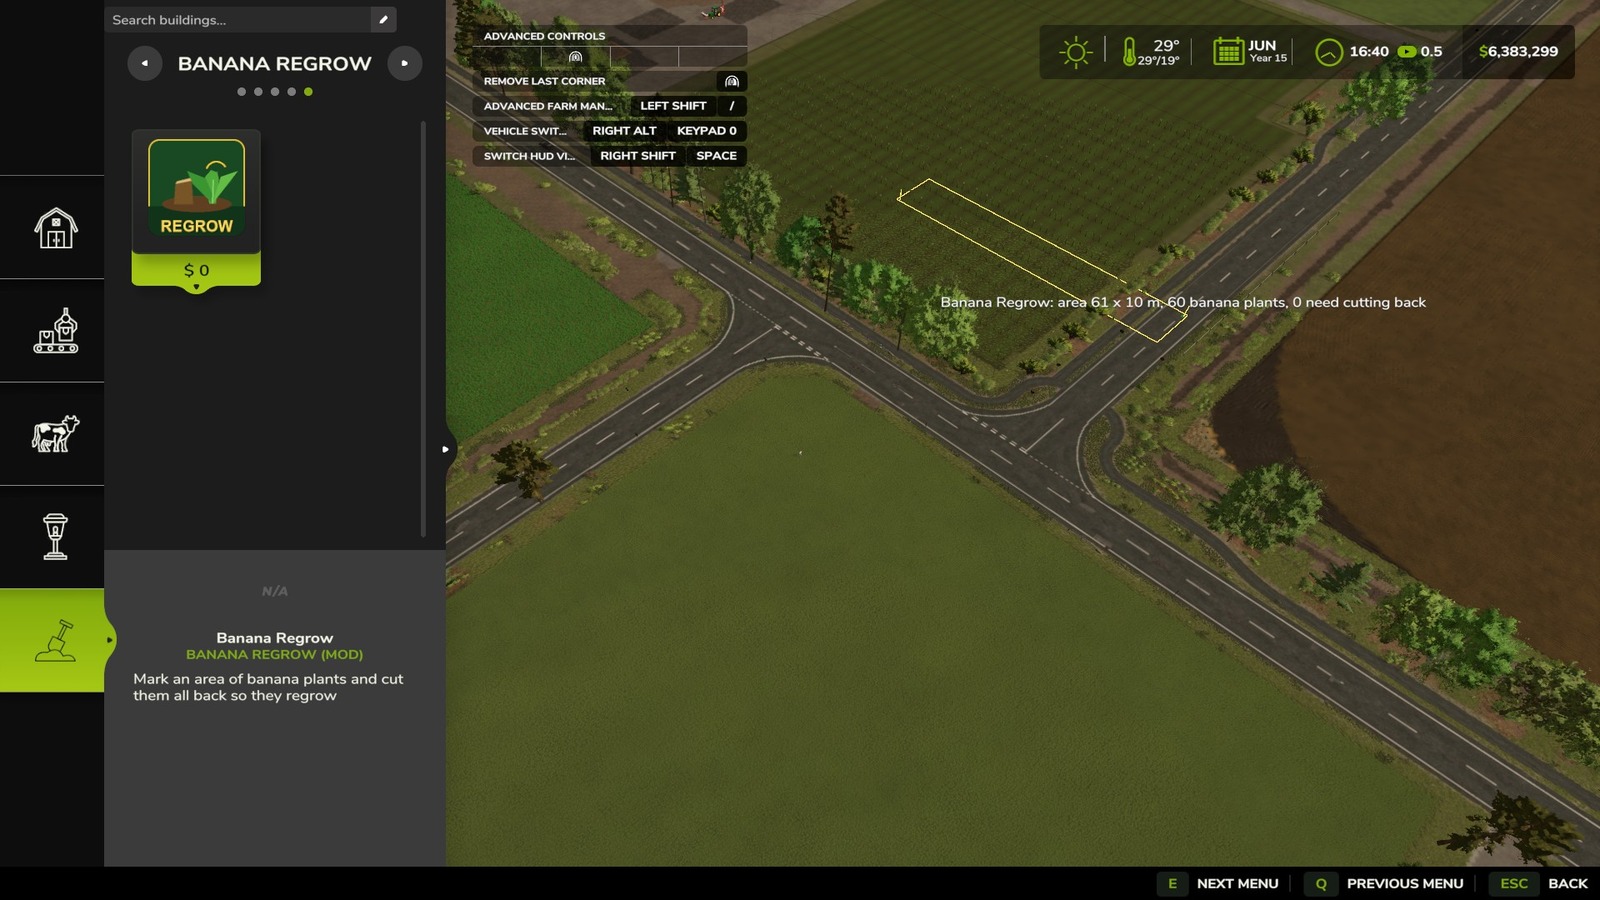 Search buildings...
BANANA REGROW
REGROW
$ 0
N/A
Banana Regrow
BANANA REGROW (MOD)
Mark an area of banana plants and cut
them all back so they regrow
ADVANCED CONTROLS
REMOVE LAST CORNER
ADVANCED FARM MAN... LEFT SHIFT /
VEHICLE SWIT... RIGHT ALT KEYPAD 0
SWITCH HUD VI... RIGHT SHIFT SPACE
29°
29°/19°
JUN
Year 15
16:40
0.5
$6,383,299
Banana Regrow: area 61 x 10 m, 60 banana plants, 0 need cutting back
E NEXT MENU Q PREVIOUS MENU ESC BACK